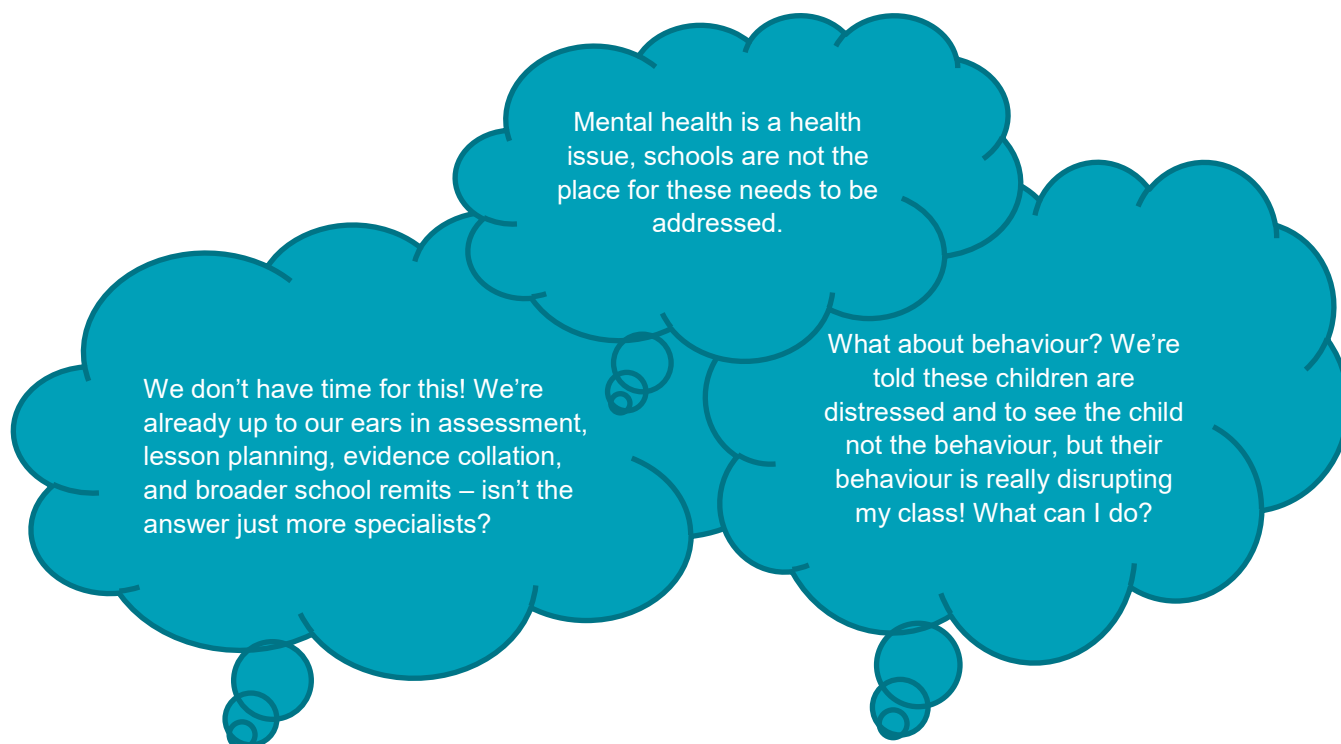 Mental health is a health
issue, schools are not the
place for these needs to be
addressed.
We don’t have time for this! We’re
already up to our ears in assessment,
lesson planning, evidence collation,
and broader school remits – isn’t the
answer just more specialists?
What about behaviour? We’re
told these children are
distressed and to see the child
not the behaviour, but their
behaviour is really disrupting
my class! What can I do?